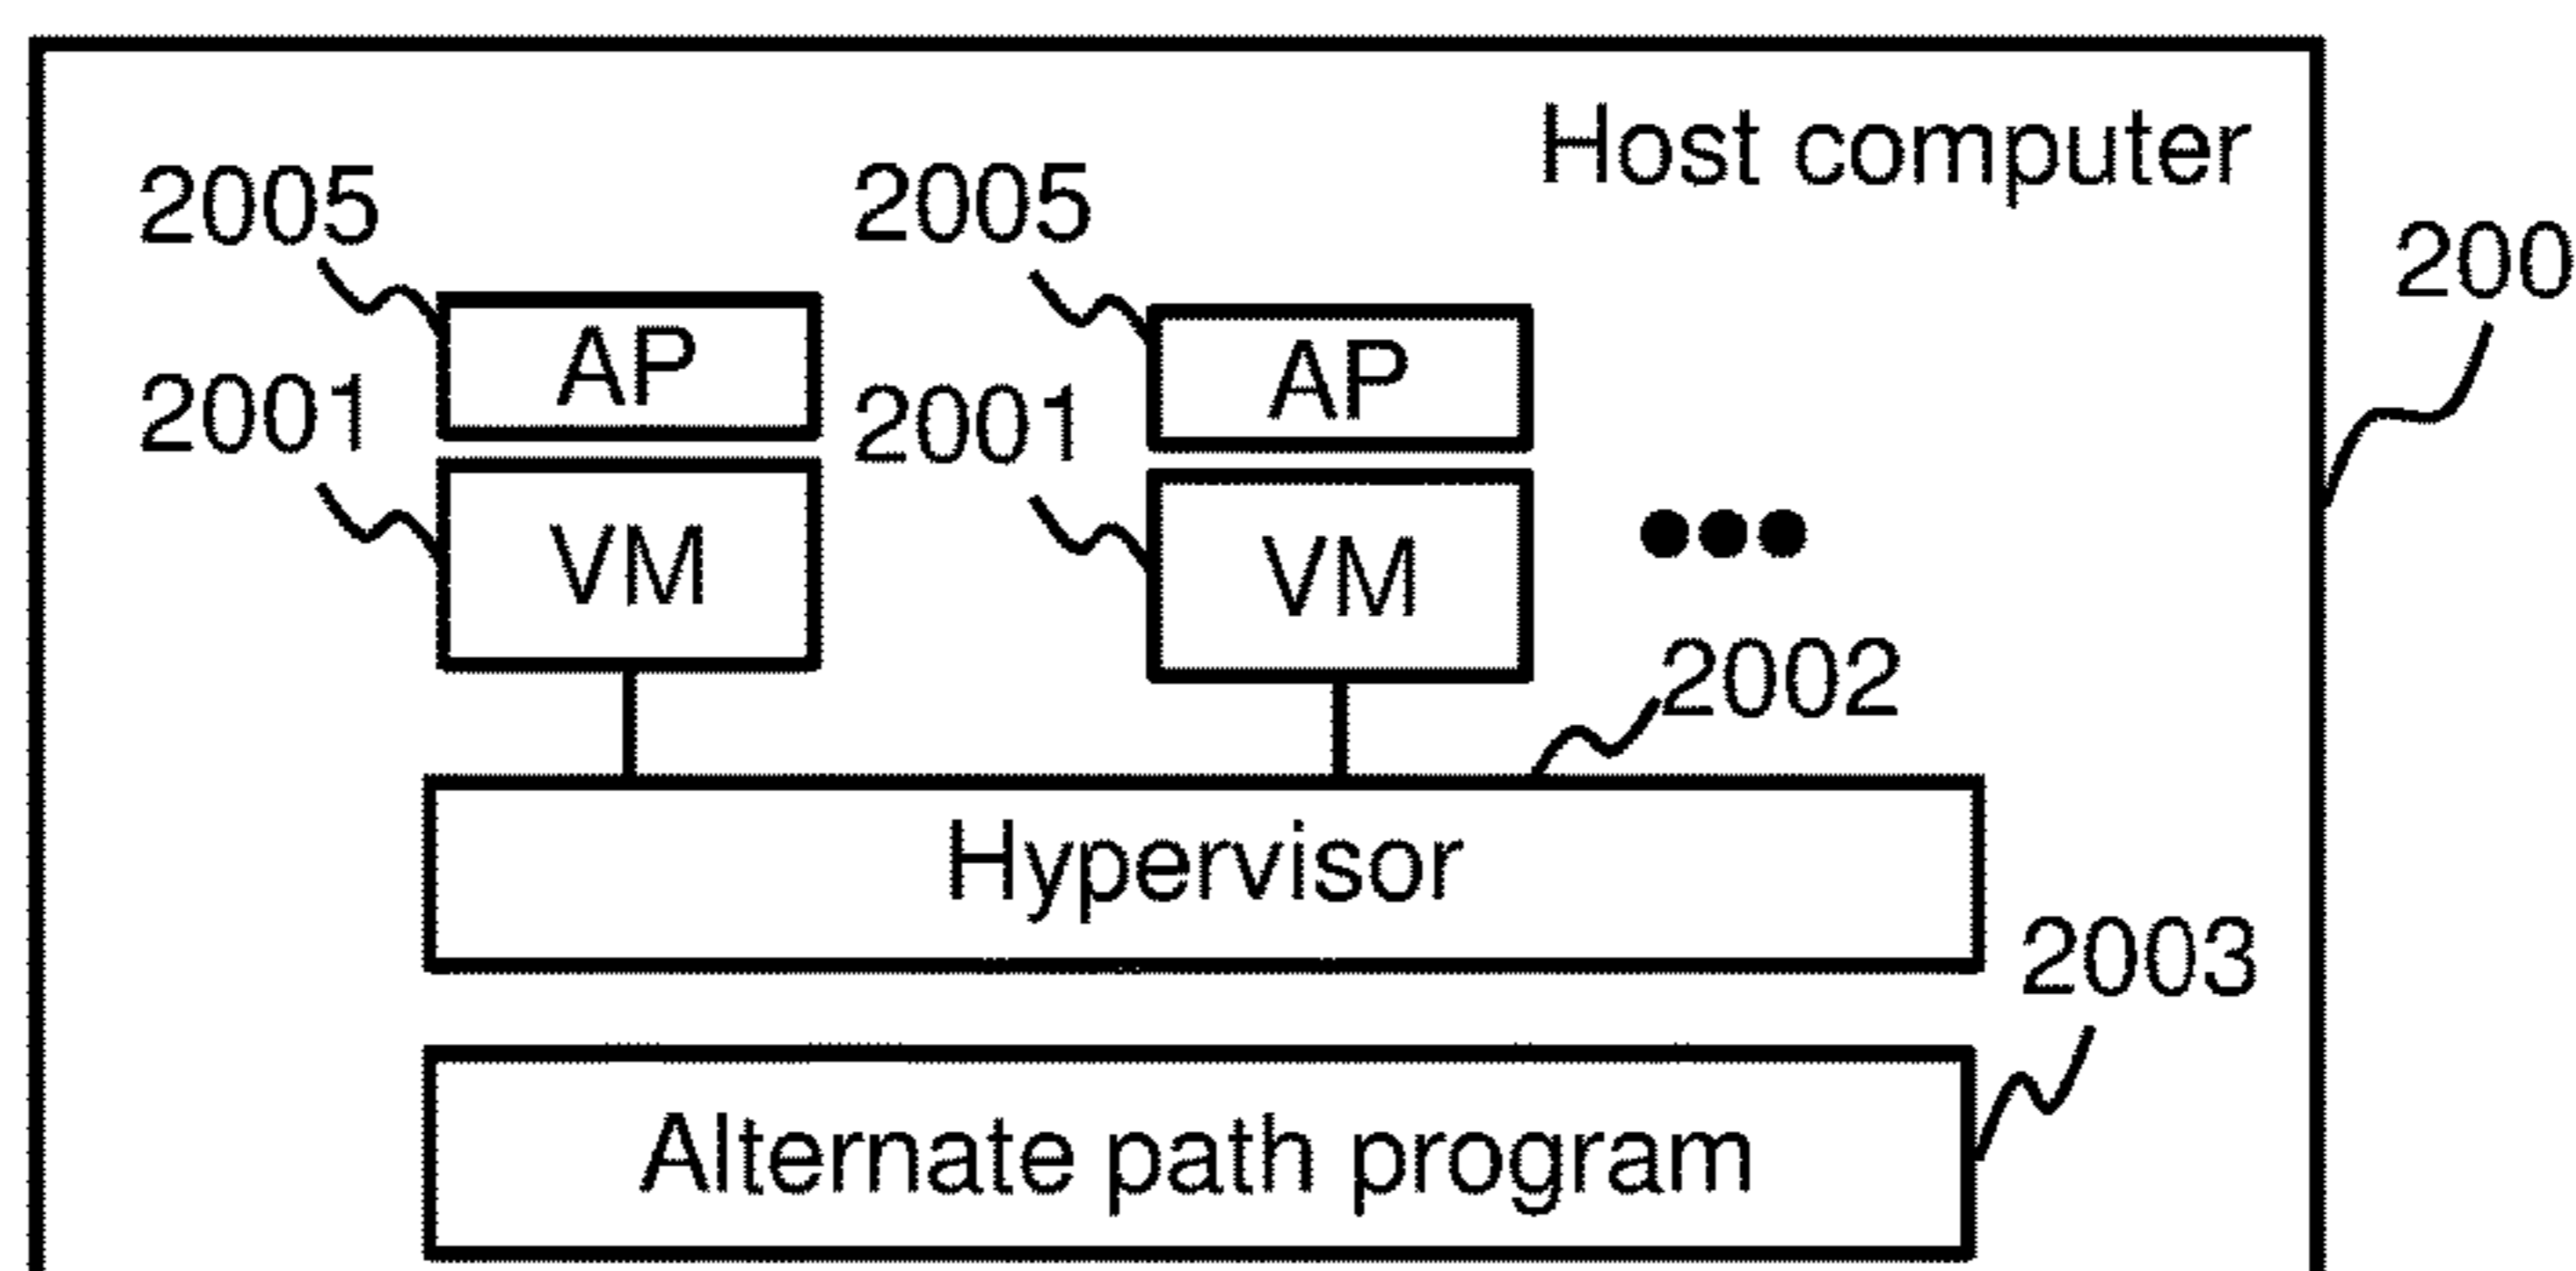 Host computer
2005
2005
200
AP
AP
2001
2001
VM
VM
2002
Hypervisor
2003
Alternate path program